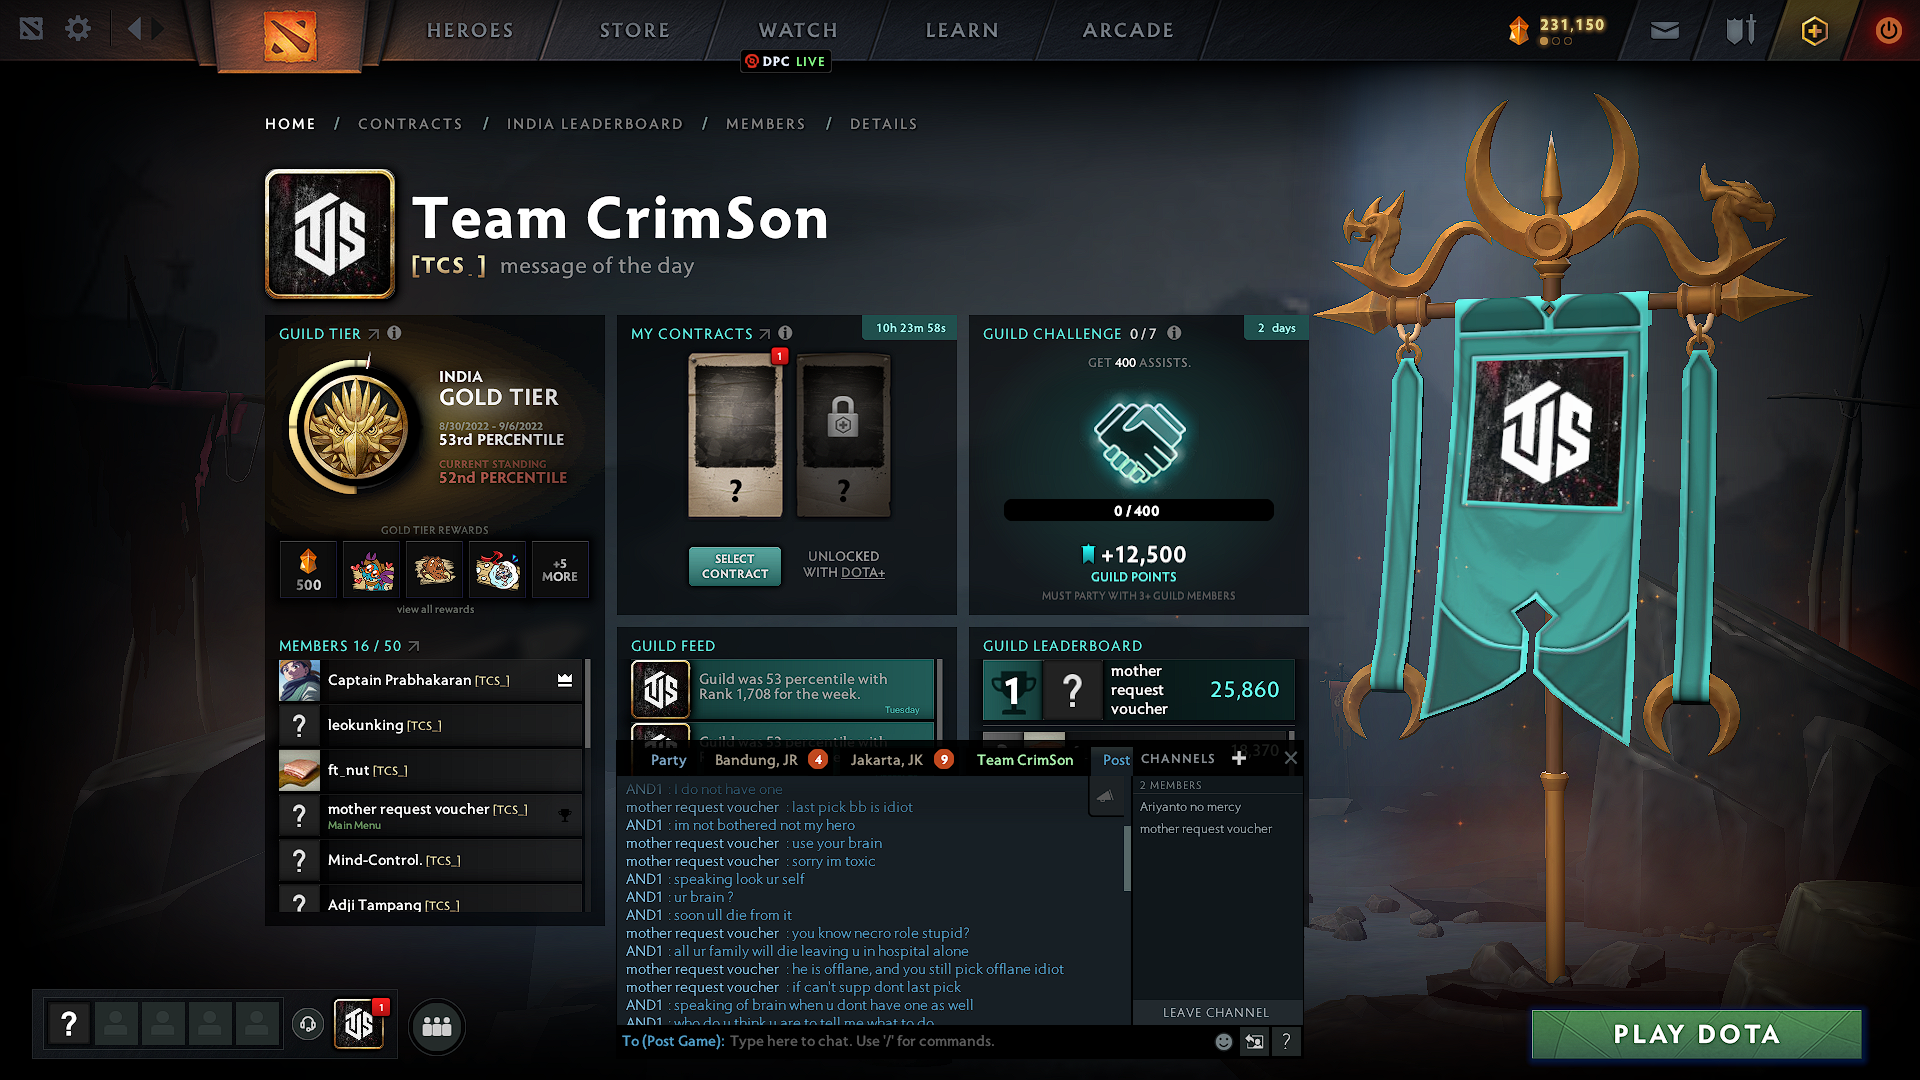 HEROES
STORE
WATCH
LEARN
ARCADE
231,150
DPC LIVE
HOME / CONTRACTS / INDIA LEADERBOARD / MEMBERS / DETAILS
Team CrimSon
[TCS_] message of the day
GUILD TIER
INDIA
GOLD TIER
8/30/2022 - 9/6/2022
53rd PERCENTILE
CURRENT STANDING
52nd PERCENTILE
GOLD TIER REWARDS
500
+5
MORE
view all rewards
MEMBERS 16 / 50
Captain Prabhakaran [TCS_]
? leokunking [TCS_]
ft_nut [TCS_]
? mother request voucher [TCS_]
Main Menu
? Mind-Control. [TCS_]
? Adji Tampang [TCS_]
MY CONTRACTS
10h 23m 58s
1
?
?
SELECT
CONTRACT
UNLOCKED
WITH DOTA+
GUILD CHALLENGE 0/7
2 days
GET 400 ASSISTS.
0 / 400
+12,500
GUILD POINTS
MUST PARTY WITH 3+ GUILD MEMBERS
GUILD FEED
Guild was 53 percentile with
Rank 1,708 for the week.
Tuesday
Guild was 53 percentile with
GUILD LEADERBOARD
1
?
mother
request
voucher
25,860
18,370
Party
Bandung, JR 4
Jakarta, JK 9
Team CrimSon
Post
CHANNELS
AND1 : I do not have one
mother request voucher : last pick bb is idiot
AND1 : im not bothered not my hero
mother request voucher : use your brain
mother request voucher : sorry im toxic
AND1 : speaking look ur self
AND1 : ur brain ?
AND1 : soon ull die from it
mother request voucher : you know necro role stupid?
AND1 : all ur family will die leaving u in hospital alone
mother request voucher : he is offlane, and you still pick offlane idiot
mother request voucher : if can't supp dont last pick
AND1 : speaking of brain when u dont have one as well
AND1 : who do u think u are to tell me what to do
2 MEMBERS
Ariyanto no mercy
mother request voucher
LEAVE CHANNEL
To (Post Game): Type here to chat. Use '/' for commands.
?
?
1
PLAY DOTA